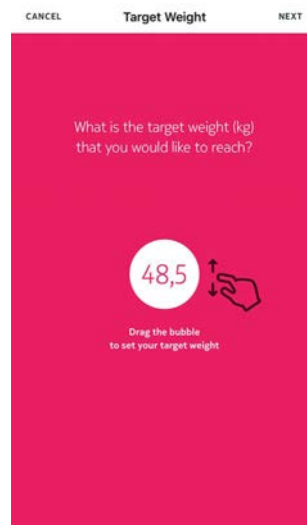 CANCEL Target Weight NEXT
What is the target weight (kg)
that you would like to reach?
48,5
Drag the bubble
to set your target weight